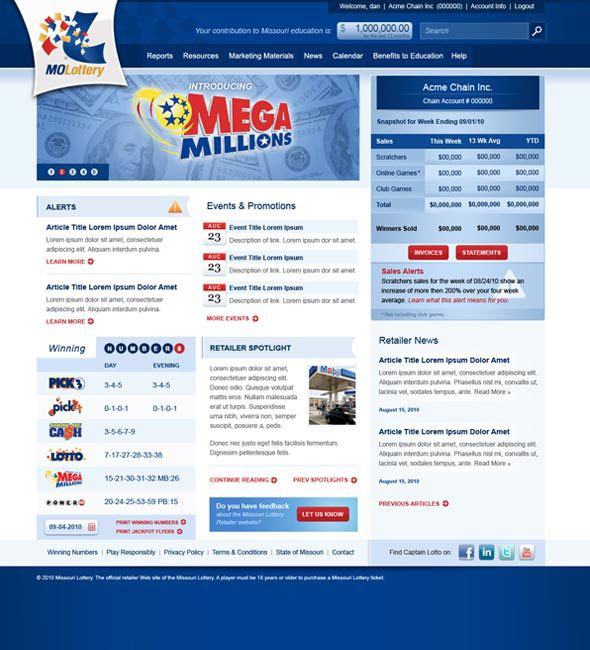 Welcome, dan | Acme Chain Inc. (000000) | Account Info | Logout
Your contribution to Missouri education is:
$ 1,000,000.00
for the last 12 months
Search
MOLottery
Reports
Resources
Marketing Materials
News
Calendar
Benefits to Education
Help
INTRODUCING
MEGA
MILLIONS
1 2 3 4 5
Acme Chain Inc.
Chain Account # 000000
Snapshot for Week Ending 09/01/10
Sales This Week 13 Wk Avg YTD
Scratchers $00,000 $00,000 $00,000
Online Games* $00,000 $00,000 $00,000
Club Games $00,000 $00,000 $00,000
Total $0,000,000 $0,000,000 $0,000,000
Winners Sold $00,000 $00,000 $00,000
INVOICES
STATEMENTS
Sales Alerts
Scratchers sales for the week of 08/24/10 show an
increase of more then 200% over your four week
average. Learn what this alert means for you.
* Not including club games.
ALERTS
Article Title Lorem Ipsum Dolor Amet
Lorem ipsum dolor sit amet, consectetuer
adipiscing elit. Aliquam interdum pulvina.
LEARN MORE
Article Title Lorem Ipsum Dolor Amet
Lorem ipsum dolor sit amet, consectetuer
adipiscing elit. Aliquam interdum pulvina.
LEARN MORE
Events & Promotions
AUG
23
Event Title Lorem Ipsum
Description of link. Lorem ipsum dolor sit amet.
AUG
23
Event Title Lorem Ipsum
Description of link. Lorem ipsum dolor sit amet.
AUG
23
Event Title Lorem Ipsum
Description of link. Lorem ipsum dolor sit amet.
MORE EVENTS
Winning NUMBERS
DAY EVENING
PICK 3 3-4-5 3-4-5
pick 4 0-1-0-1 0-1-0-1
SHOW ME CASH 3-5-6-7-9
LOTTO 7-17-27-28-33-38
MEGA MILLIONS 15-21-30-31-32 MB:26
POWERBALL 20-24-25-53-59 PB:15
09-04-2010
PRINT WINNING NUMBERS
PRINT JACKPOT FLYERS
RETAILER SPOTLIGHT
Lorem ipsum dolor sit amet,
consectetuer adipiscing elit.
Donec odio. Quisque volutpat
mattis eros. Nullam malesuada
erat ut turpis. Suspendisse
urna nibh, viverra non, semper
suscipit, posuere a, pede.
Donec nec justo eget felis facilisis fermentum.
Dignissim pellentesque felis.
Mobil
CONTINUE READING
PREV SPOTLIGHTS
Do you have feedback
about the Missouri Lottery
Retailer website?
LET US KNOW
Retailer News
Article Title Lorem Ipsum Dolor Amet
Lorem ipsum dolor sit amet, consectetuer adipiscing elit.
Aliquam interdum pulvina. Phasellus nisl mi, convallis ut,
lacinia quis, sodales tempus, ante. Read More »
August 15, 2010
Article Title Lorem Ipsum Dolor Amet
Lorem ipsum dolor sit amet, consectetuer adipiscing elit.
Aliquam interdum pulvina. Phasellus nisl mi, convallis ut,
lacinia quis, sodales tempus, ante. Read More »
August 15, 2010
PREVIOUS ARTICLES
Winning Numbers | Play Responsibly | Privacy Policy | Terms & Conditions | State of Missouri | Contact
Find Captain Lotto on:
© 2010 Missouri Lottery. The official retailer Web site of the Missouri Lottery. A player must be 18 years or older to purchase a Missouri Lottery ticket.